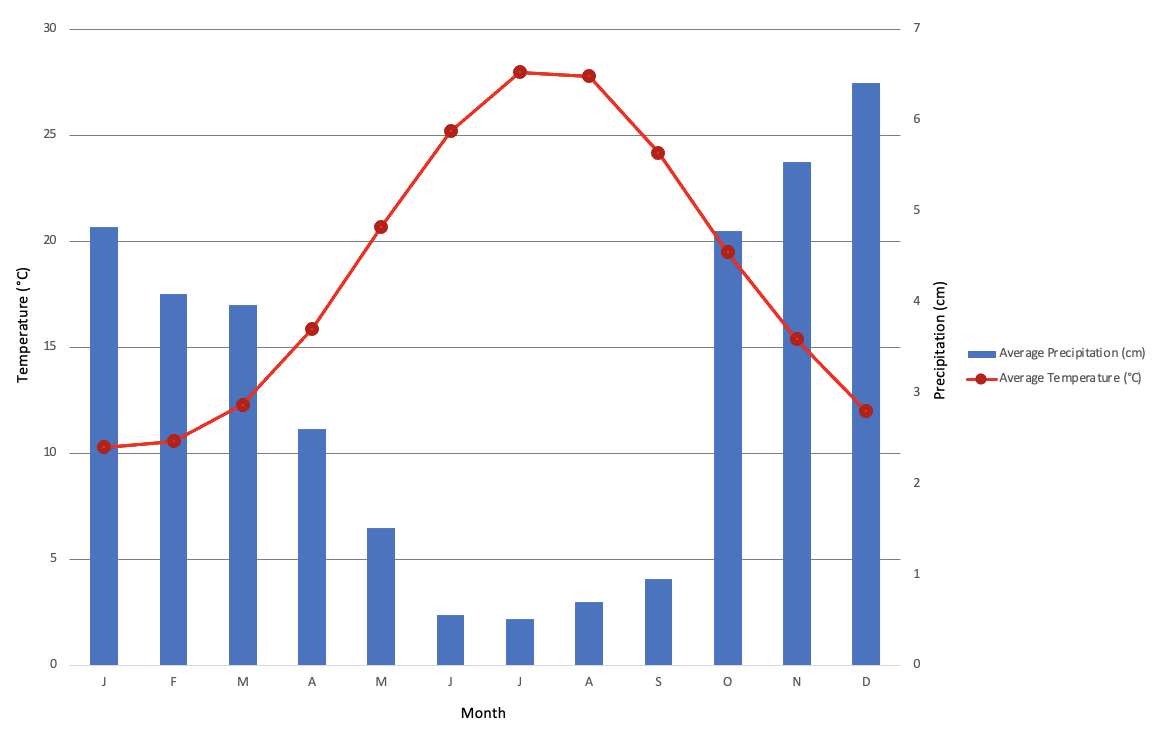 30
25
20
15
10
5
0
Temperature (°C)
7
6
5
4
3
2
1
0
Precipitation (cm)
J F M A M J J A S O N D
Month
Average Precipitation (cm)
Average Temperature (°C)